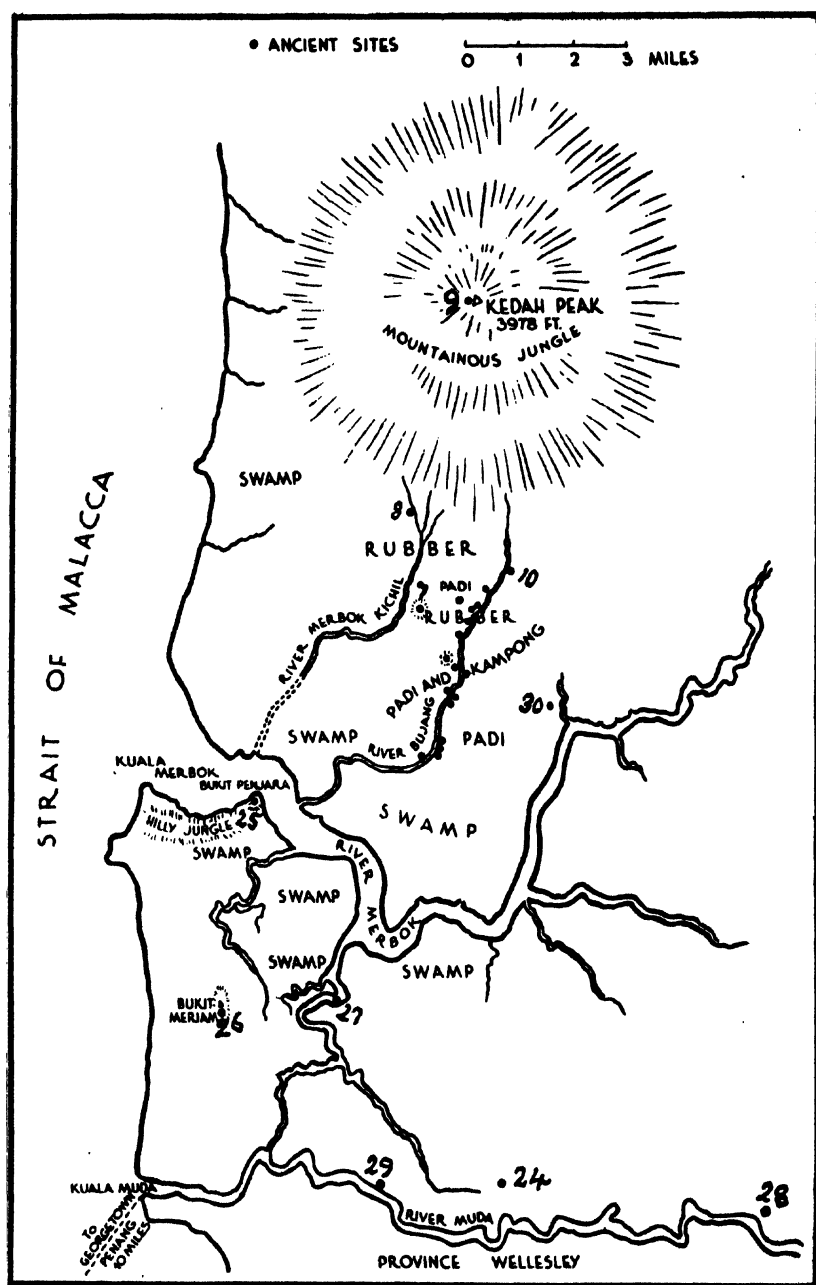 ANCIENT SITES
0 1 2 3 MILES
9
KEDAH PEAK
3978 FT.
MOUNTAINOUS JUNGLE
STRAIT OF MALACCA
SWAMP
8
RUBBER
PADI
10
RUBBER
RIVER MERBOK KICHIL
PADI AND KAMPONG
30
SWAMP
RIVER BUJANG
PADI
KUALA
MERBOK
BUKIT PENJARA
25
HILLY JUNGLE
SWAMP
SWAMP
RIVER MERBOK
SWAMP
SWAMP
SWAMP
BUKIT
MERIAM
26
27
29
24
28
KUALA MUDA
RIVER MUDA
TO
GEORGETOWN
PENANG
10 MILES
PROVINCE WELLESLEY